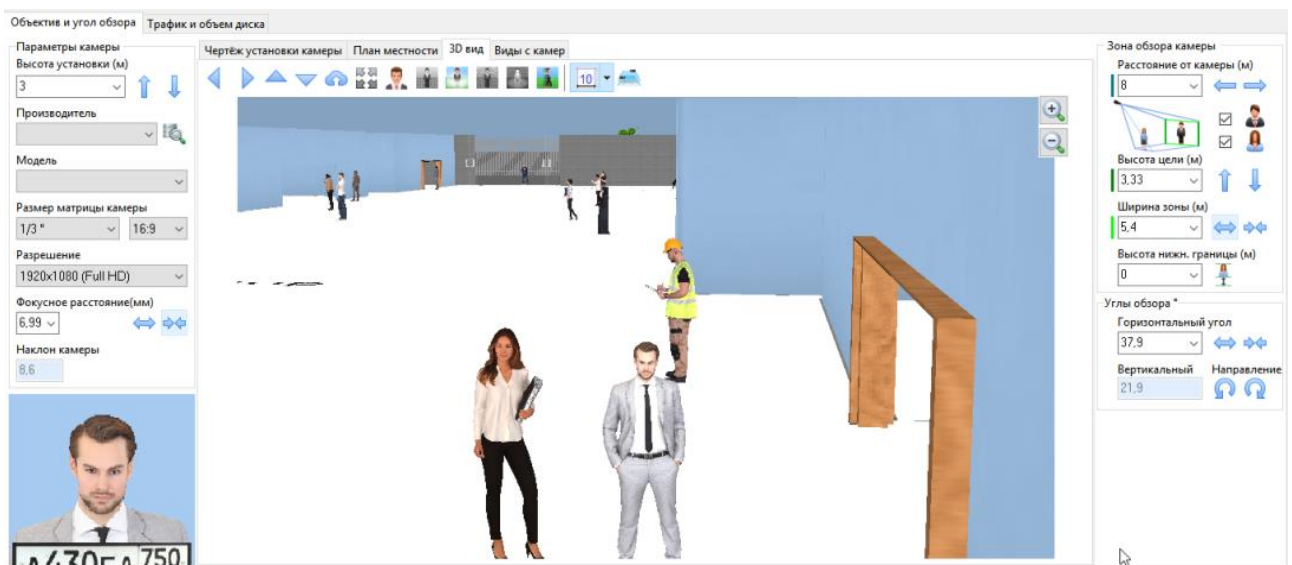 Объектив и угол обзора Трафик и объем диска
Параметры камеры
Высота установки (м)
3
Производитель
Модель
Размер матрицы камеры
1/3 " 16:9
Разрешение
1920x1080 (Full HD)
Фокусное расстояние(мм)
6,99
Наклон камеры
8,6
А430ЕА 750
Чертёж установки камеры План местности 3D вид Виды с камер
10
Зона обзора камеры
Расстояние от камеры (м)
8
Высота цели (м)
3,33
Ширина зоны (м)
5,4
Высота нижн. границы (м)
0
Углы обзора °
Горизонтальный угол
37,9
Вертикальный Направление
21,9